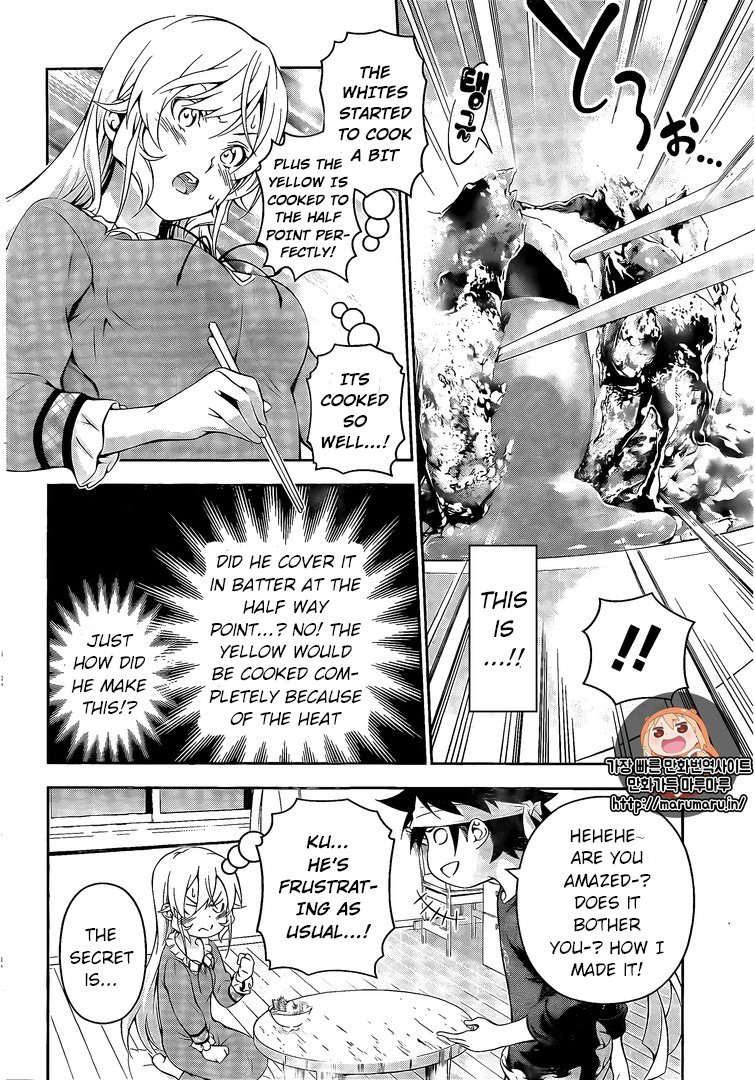 とろぉ…
탱글
THIS
IS
...!!
!!
THE
WHITES
STARTED
TO COOK
A BIT
PLUS THE
YELLOW IS
COOKED TO
THE HALF
POINT PER-
FECTLY!
ITS
COOKED
SO
WELL...!
DID HE COVER IT
IN BATTER AT THE
HALF WAY
POINT...? NO! THE
YELLOW WOULD
BE COOKED COM-
PLETELY BECAUSE
OF THE HEAT
JUST
HOW DID
HE MAKE
THIS!?
가장 빠른 만화번역사이트
만화가득 마루마루
http://marumaru.in/
HEHEHE~
ARE YOU
AMAZED-?
DOES IT
BOTHER
YOU-? HOW I
MADE IT!
KU...
HE'S
FRUSTRAT-
ING AS
USUAL...!
THE
SECRET
IS...